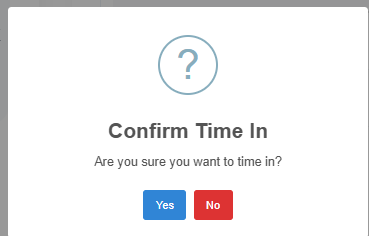 ?
Confirm Time In
Are you sure you want to time in?
Yes No